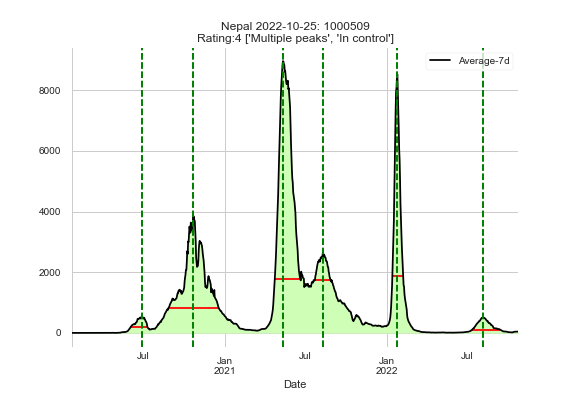 Nepal 2022-10-25: 1000509
Rating:4 ['Multiple peaks', 'In control']
Average-7d
8000
6000
4000
2000
0
Jul
Jan
2021
Jul
Jan
2022
Jul
Date